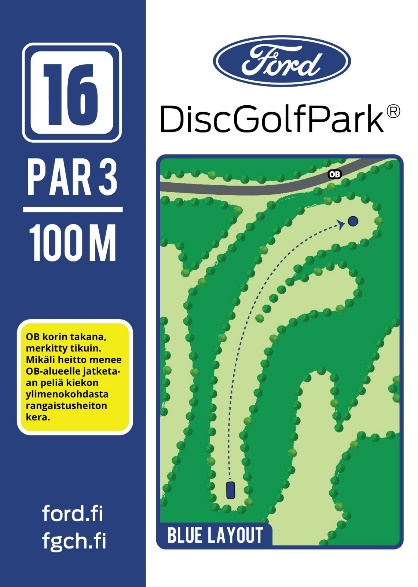 16
PAR 3
100 M
OB korin takana,
merkitty tikuin.
Mikäli heitto menee
OB-alueelle jatketa-
an peliä kiekon
ylimenokohdasta
rangaistusheiton
kera.
ford.fi
fgch.fi
Ford
DiscGolfPark®
OB
BLUE LAYOUT